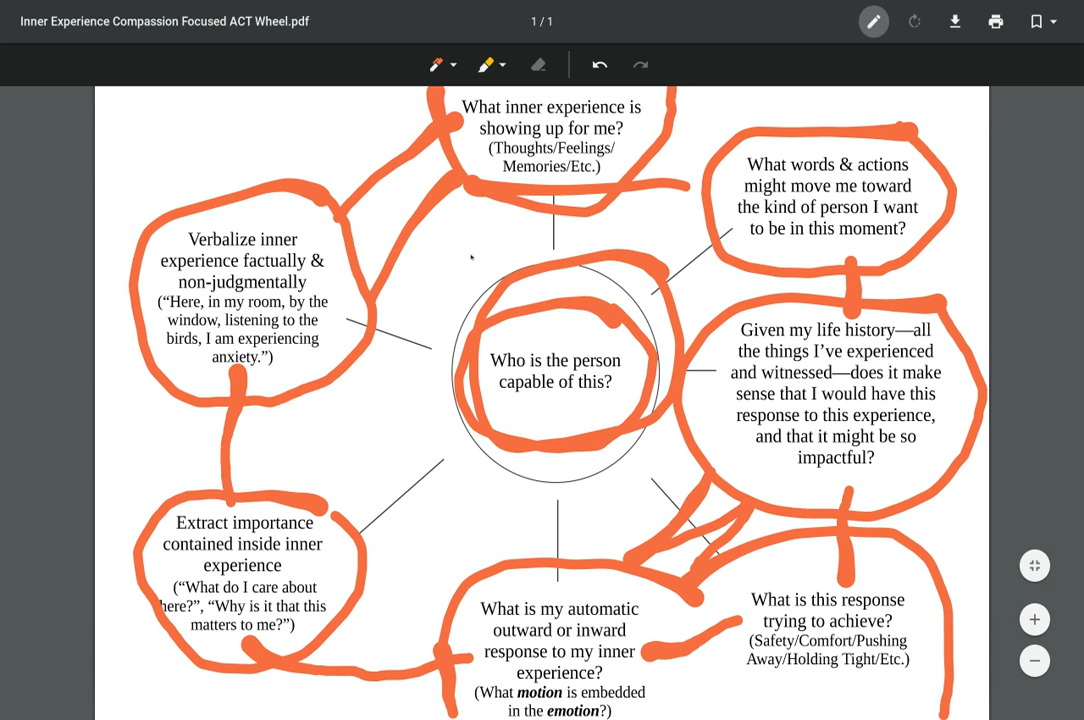 Inner Experience Compassion Focused ACT Wheel.pdf
1 / 1
What inner experience is
showing up for me?
(Thoughts/Feelings/
Memories/Etc.)
What words & actions
might move me toward
the kind of person I want
to be in this moment?
Verbalize inner
experience factually &
non-judgmentally
(“Here, in my room, by the
window, listening to the
birds, I am experiencing
anxiety.”)
Who is the person
capable of this?
Given my life history—all
the things I’ve experienced
and witnessed—does it make
sense that I would have this
response to this experience,
and that it might be so
impactful?
Extract importance
contained inside inner
experience
(“What do I care about
here?”, “Why is it that this
matters to me?”)
What is my automatic
outward or inward
response to my inner
experience?
(What motion is embedded
in the emotion?)
What is this response
trying to achieve?
(Safety/Comfort/Pushing
Away/Holding Tight/Etc.)